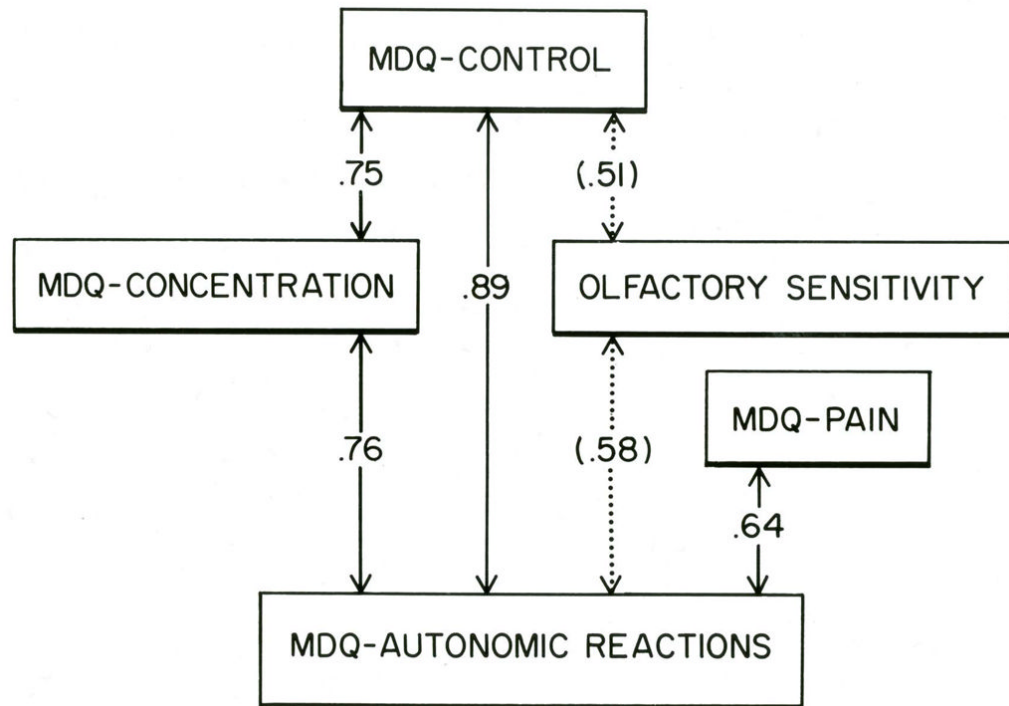 MDQ-CONTROL
.75
(.51)
MDQ-CONCENTRATION
.89
OLFACTORY SENSITIVITY
MDQ-PAIN
.76
(.58)
.64
MDQ-AUTONOMIC REACTIONS